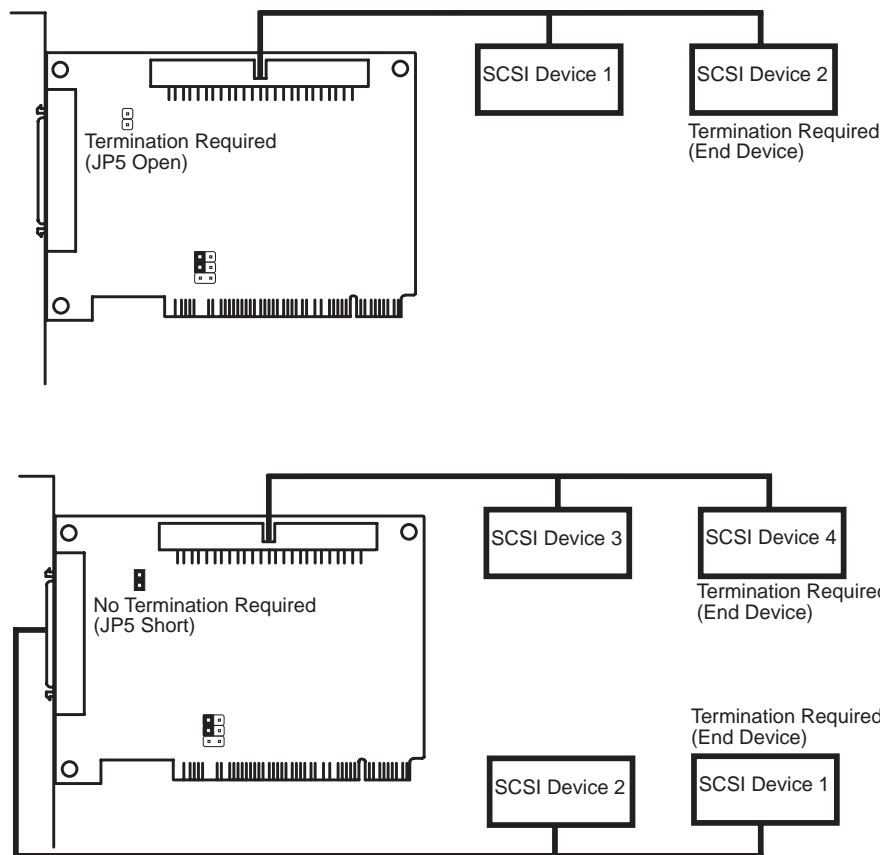 SCSI Device 1
SCSI Device 2
Termination Required
(End Device)
Termination Required
(JP5 Open)
SCSI Device 3
SCSI Device 4
Termination Required
(End Device)
No Termination Required
(JP5 Short)
Termination Required
(End Device)
SCSI Device 2
SCSI Device 1